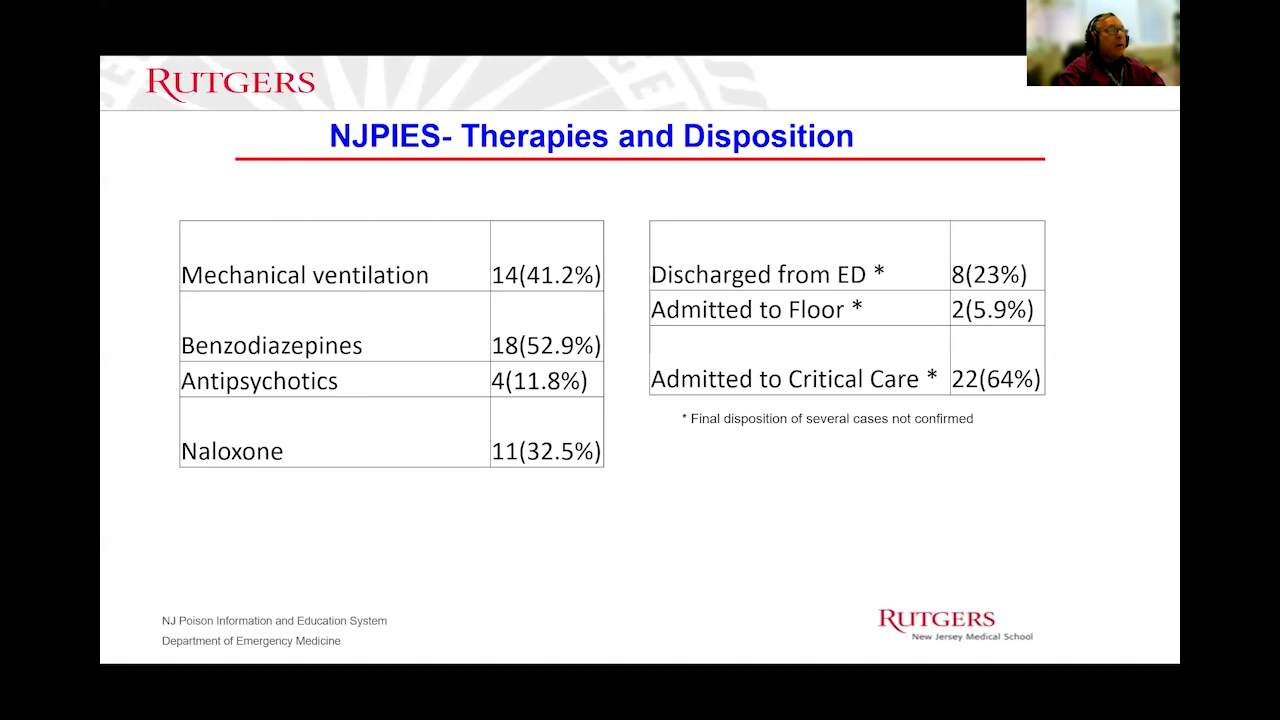 RUTGERS
NJPIES- Therapies and Disposition
Mechanical ventilation 14(41.2%)
Benzodiazepines 18(52.9%)
Antipsychotics 4(11.8%)
Naloxone 11(32.5%)
Discharged from ED * 8(23%)
Admitted to Floor * 2(5.9%)
Admitted to Critical Care * 22(64%)
* Final disposition of several cases not confirmed
NJ Poison Information and Education System
Department of Emergency Medicine
RUTGERS
New Jersey Medical School